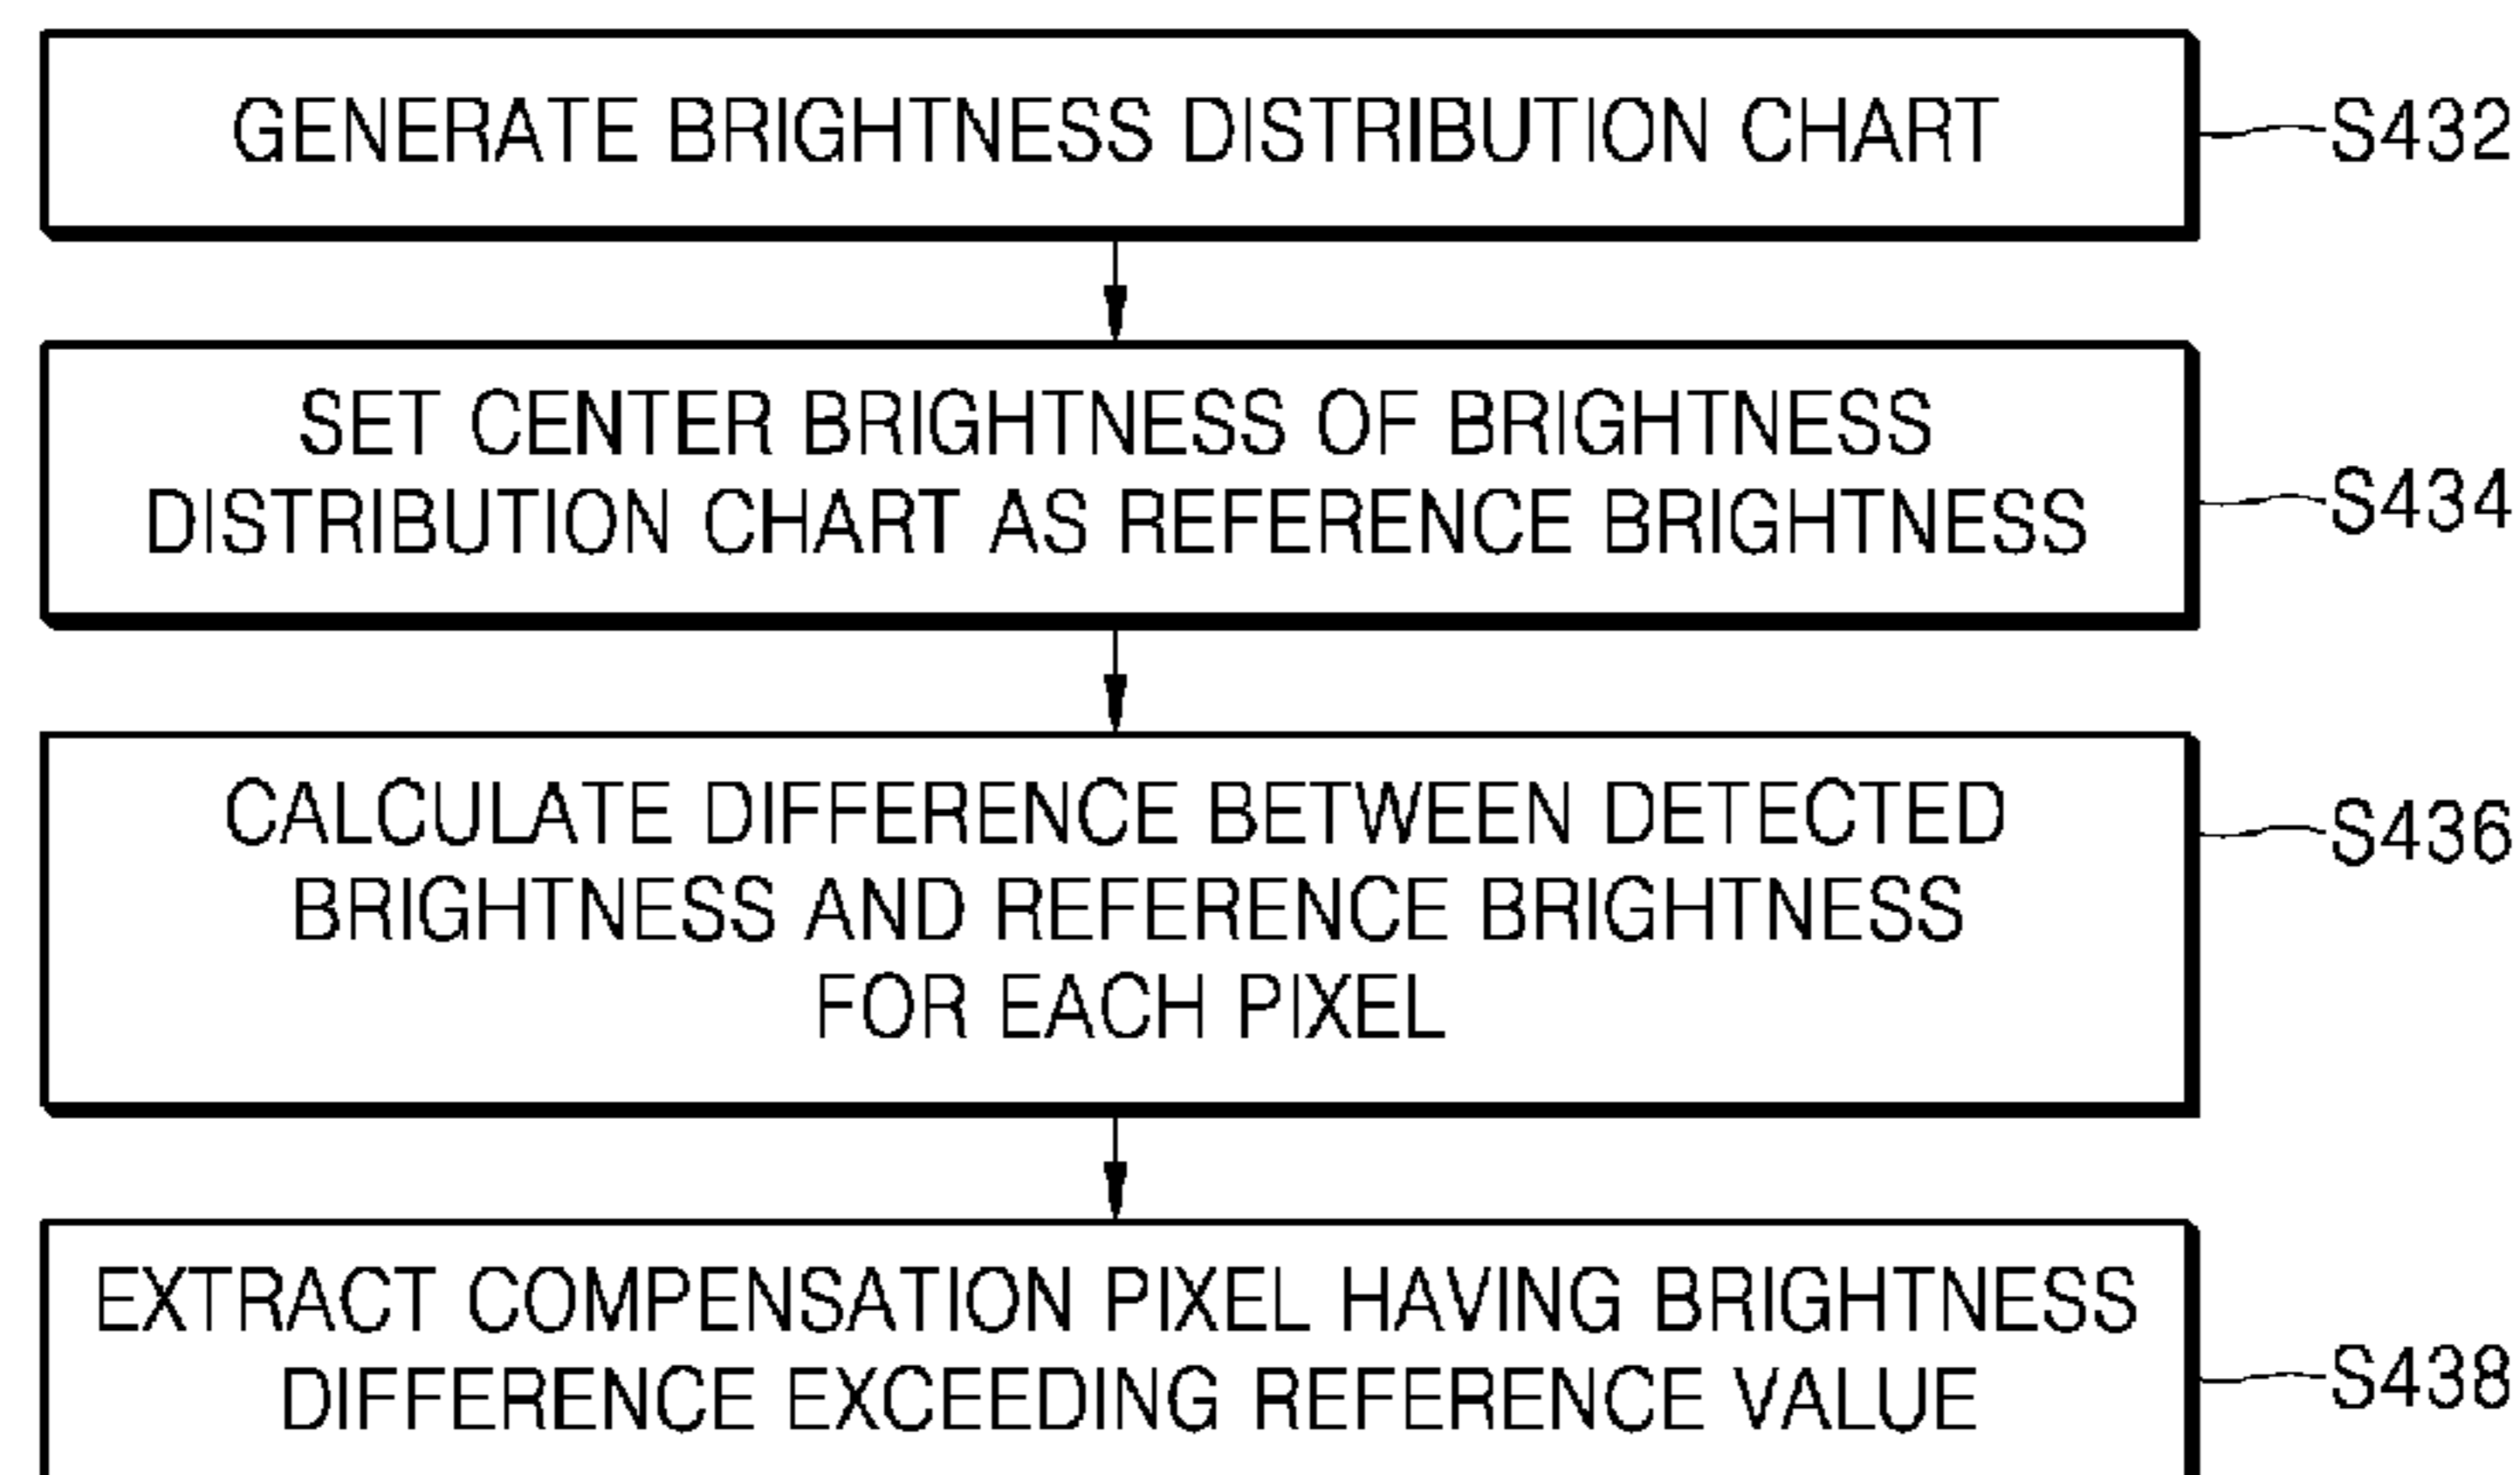 GENERATE BRIGHTNESS DISTRIBUTION CHART
S432
SET CENTER BRIGHTNESS OF BRIGHTNESS
DISTRIBUTION CHART AS REFERENCE BRIGHTNESS
S434
CALCULATE DIFFERENCE BETWEEN DETECTED
BRIGHTNESS AND REFERENCE BRIGHTNESS
FOR EACH PIXEL
S436
EXTRACT COMPENSATION PIXEL HAVING BRIGHTNESS
DIFFERENCE EXCEEDING REFERENCE VALUE
S438